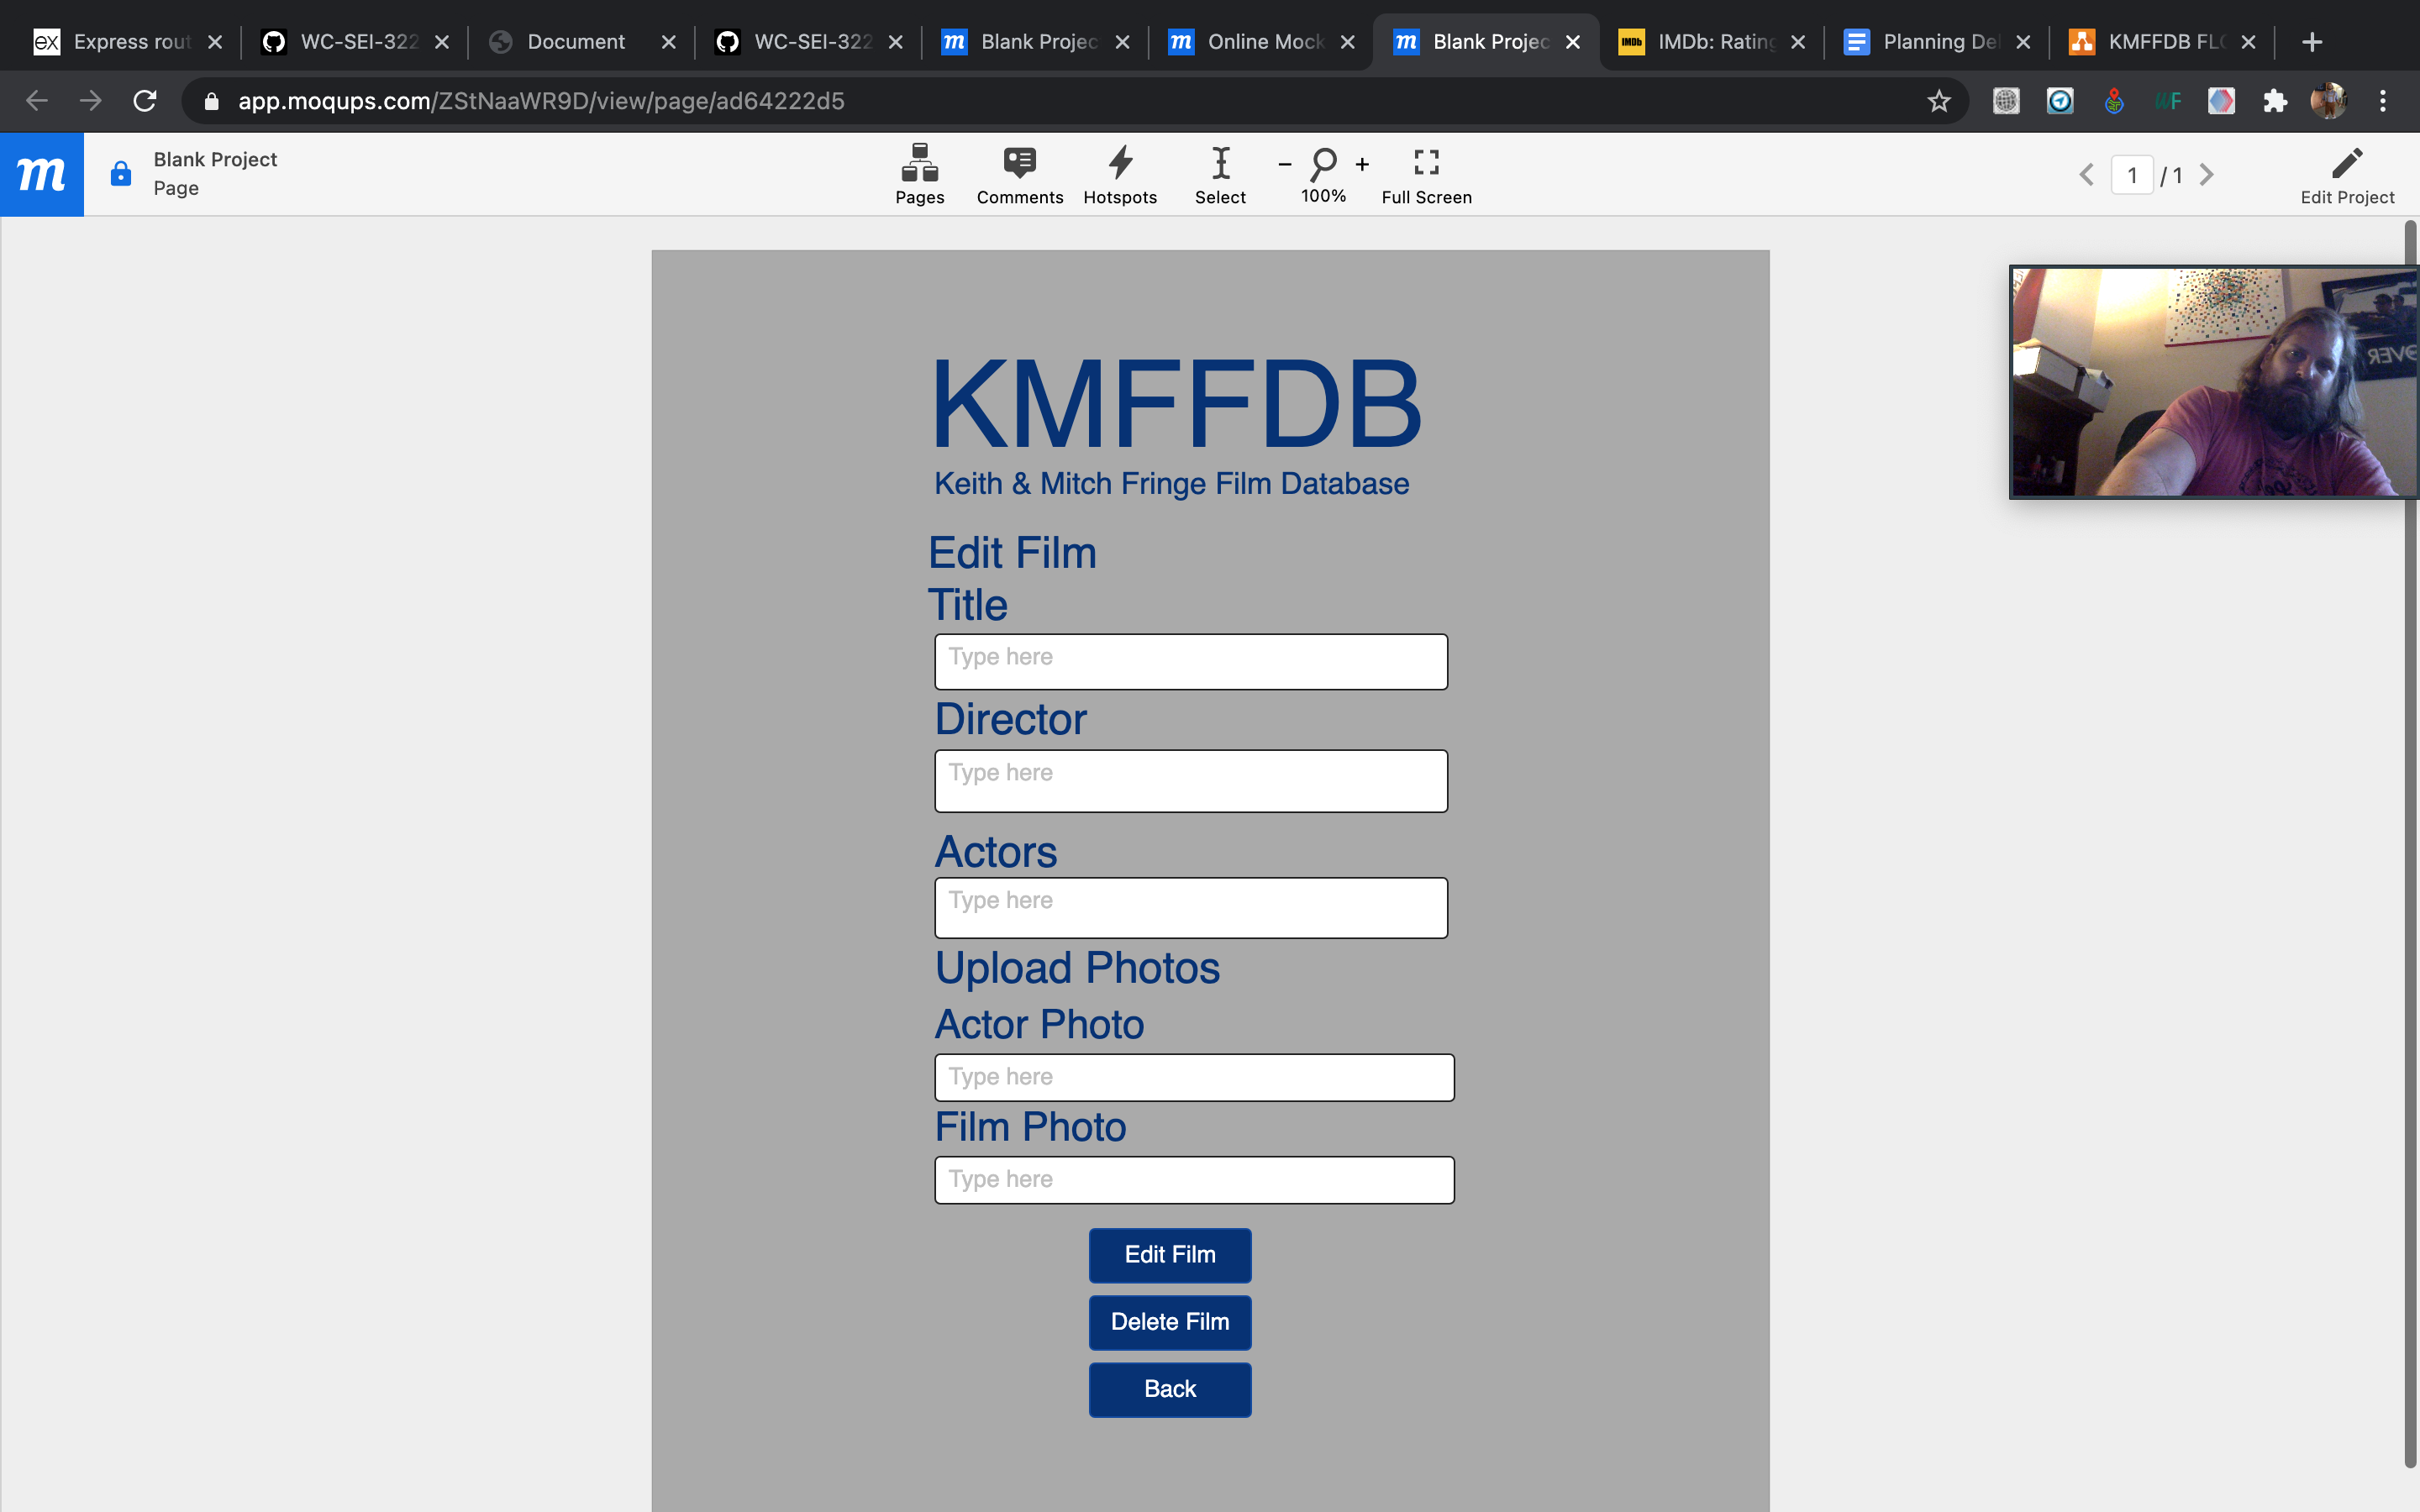 ex Express rout
WC-SEI-322
Document
WC-SEI-322
m Blank Projec
m Online Mock
m Blank Projec
IMDb IMDb: Rating
Planning De
KMFFDB FLO
app.moqups.com/ZStNaaWR9D/view/page/ad64222d5
WF
m
Blank Project
Page
Pages
Comments
Hotspots
Select
− 100% +
Full Screen
1 / 1
Edit Project
KMFFDB
Keith & Mitch Fringe Film Database
Edit Film
Title
Type here
Director
Type here
Actors
Type here
Upload Photos
Actor Photo
Type here
Film Photo
Type here
Edit Film
Delete Film
Back